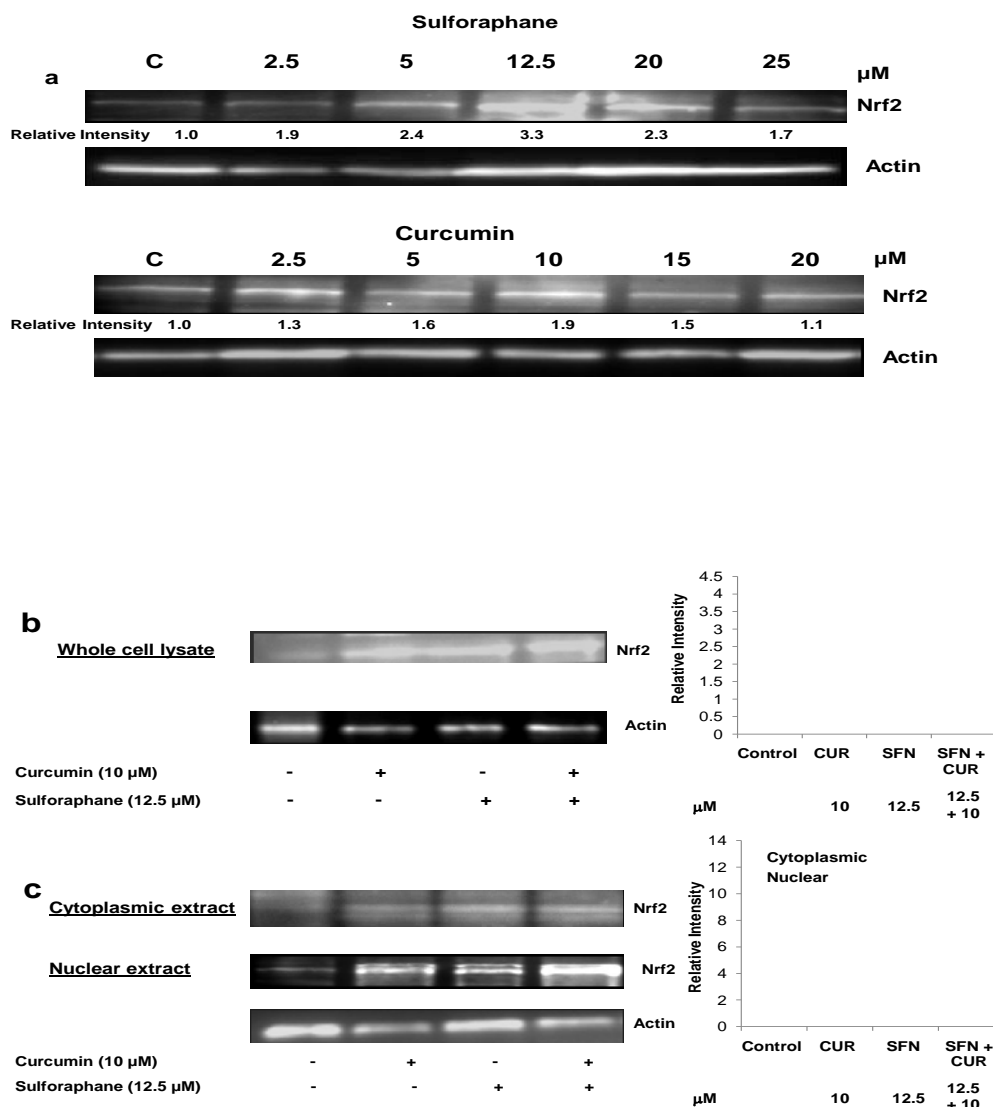 Sulforaphane
C 2.5 5 12.5 20 25 µM
a
Nrf2
Relative Intensity 1.0 1.9 2.4 3.3 2.3 1.7
Actin
Curcumin
C 2.5 5 10 15 20 µM
Nrf2
Relative Intensity 1.0 1.3 1.6 1.9 1.5 1.1
Actin
b
Whole cell lysate
Nrf2
Actin
Curcumin (10 µM) - + - +
Sulforaphane (12.5 µM) - - + +
Relative Intensity
4.5
4
3.5
3
2.5
2
1.5
1
0.5
0
Control CUR SFN SFN +
CUR
µM 10 12.5 12.5
+ 10
c
Cytoplasmic extract
Nrf2
Nuclear extract
Nrf2
Actin
Curcumin (10 µM) - + - +
Sulforaphane (12.5 µM) - - + +
Relative Intensity
14
12
10
8
6
4
2
0
Cytoplasmic
Nuclear
Control CUR SFN SFN +
CUR
µM 10 12.5 12.5
+ 10